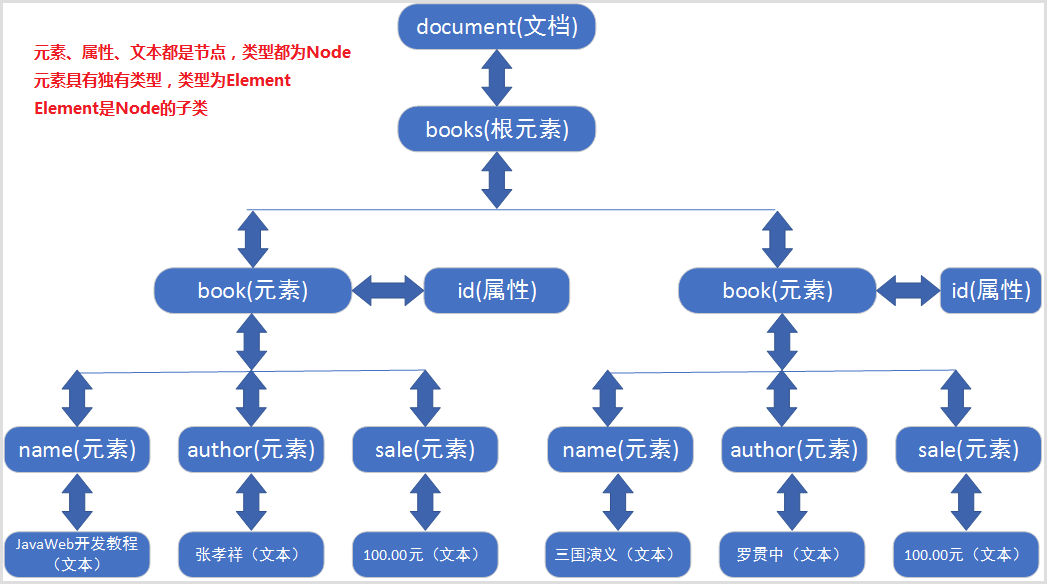 document(文档)
元素、属性、文本都是节点，类型都为Node
元素具有独有类型，类型为Element
Element是Node的子类
books(根元素)
book(元素)
id(属性)
book(元素)
id(属性)
name(元素)
author(元素)
sale(元素)
name(元素)
author(元素)
sale(元素)
JavaWeb开发教程
（文本）
张孝祥（文本）
100.00元（文本）
三国演义（文本）
罗贯中（文本）
100.00元（文本）